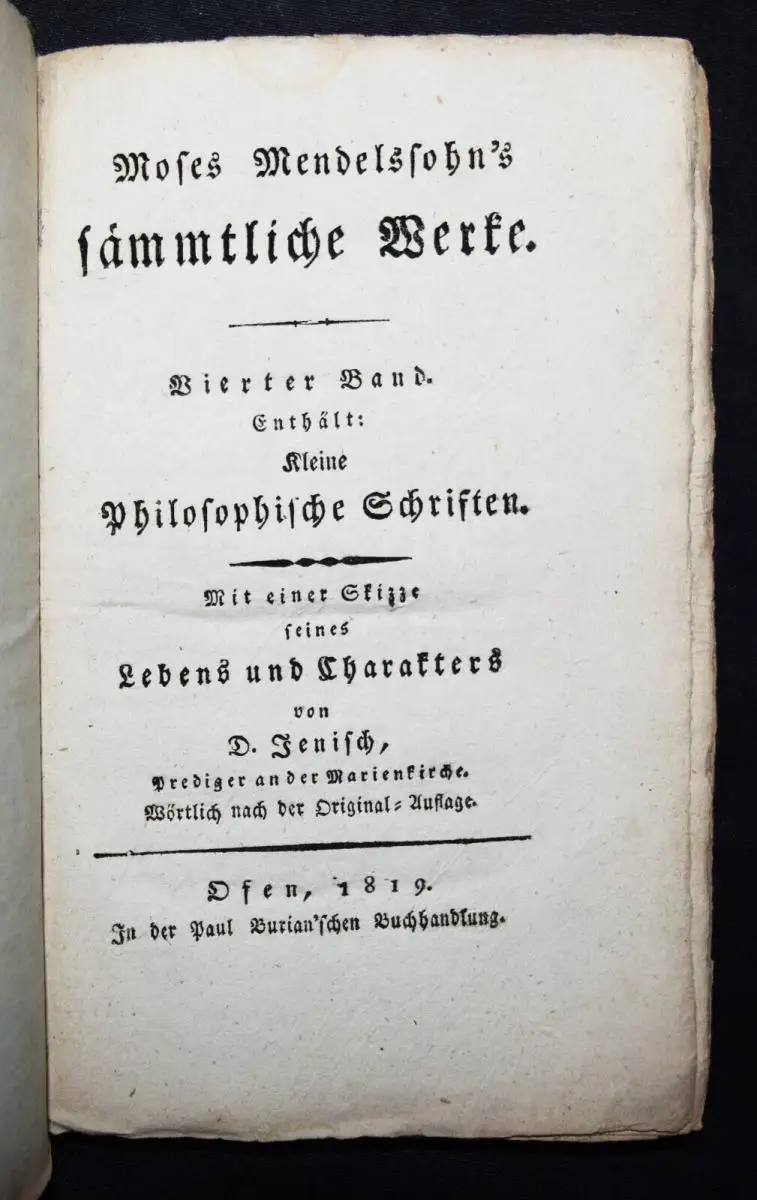 Moses Mendelssohn's
sämmtliche Werke.
Vierter Band.
Enthält:
Kleine
Philosophische Schriften.
Mit einer Skizze
seines
Lebens und Charakters
von
D. Jenisch,
Prediger an der Marienkirche.
Wörtlich nach der Original-Auflage.
Ofen, 1819.
In der Paul Burian'schen Buchhandlung.